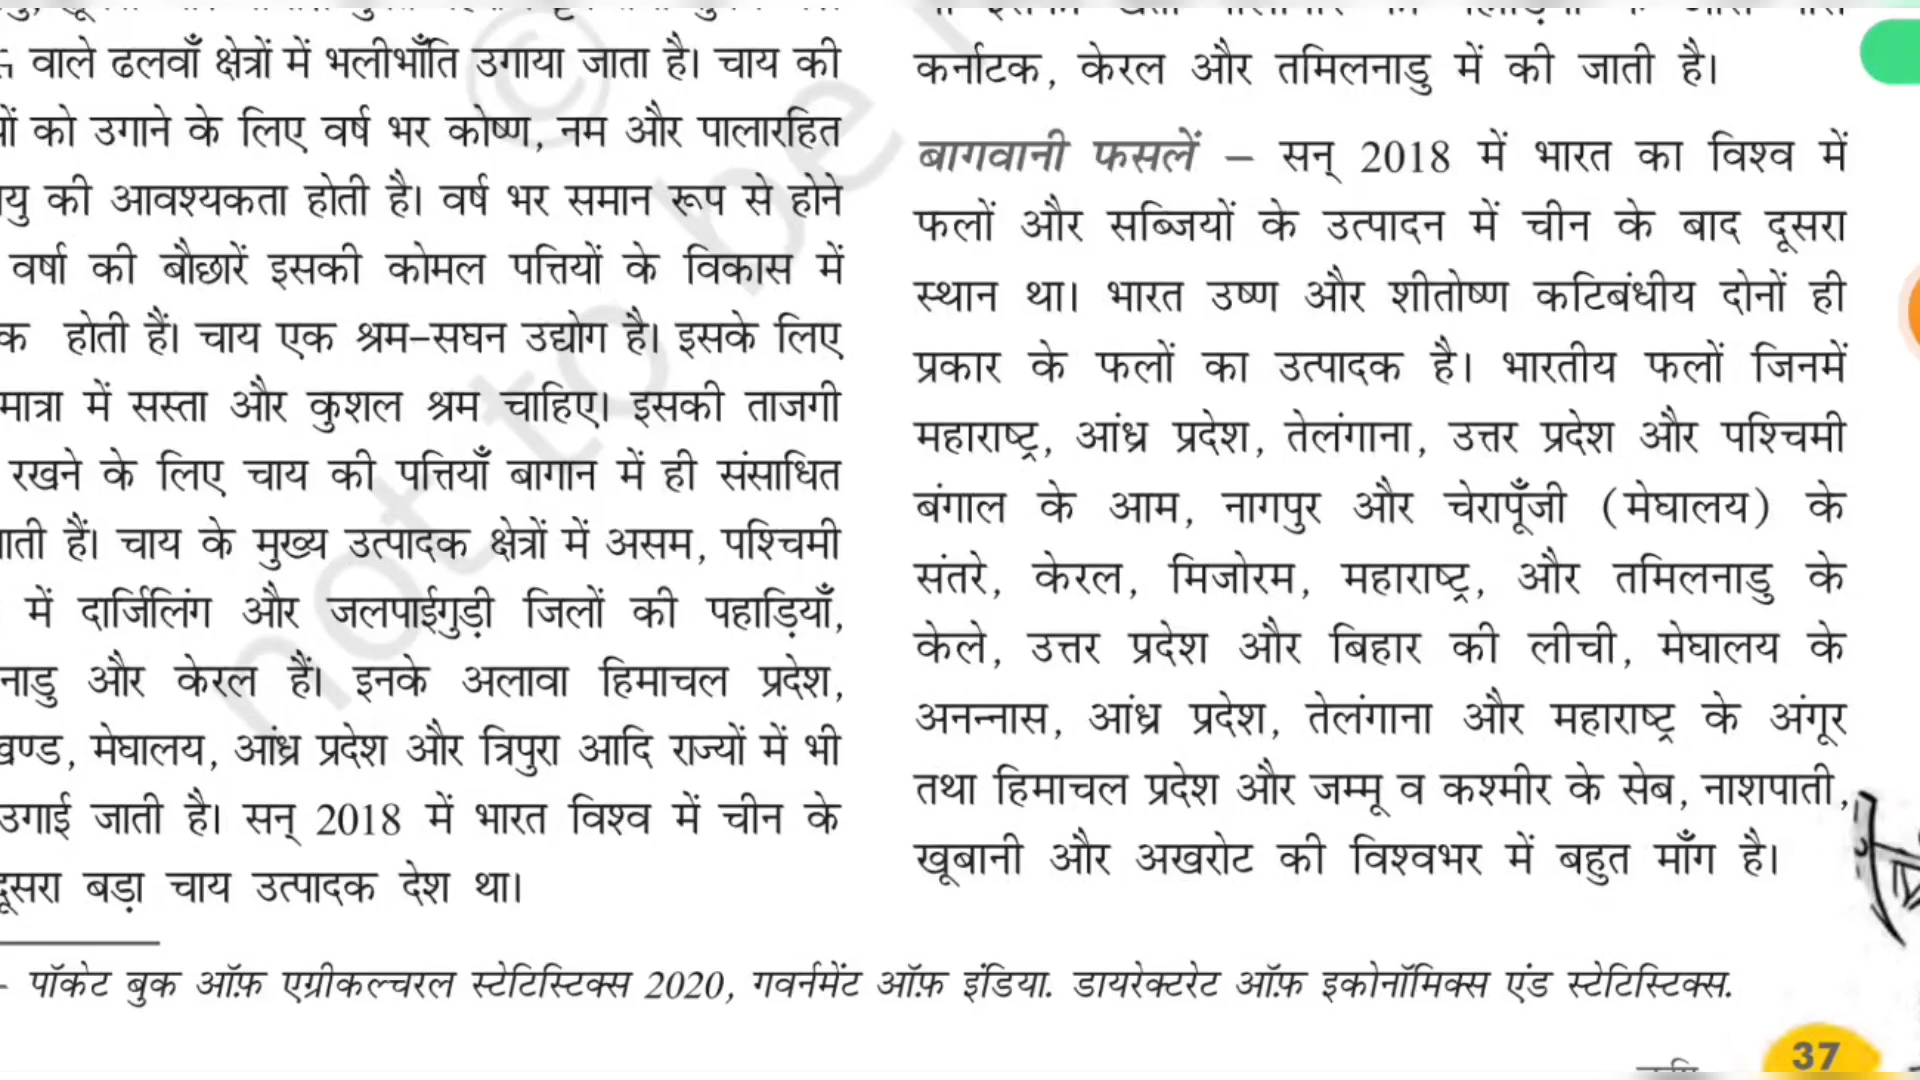 वाले ढलवाँ क्षेत्रों में भलीभाँति उगाया जाता है। चाय की
को उगाने के लिए वर्ष भर कोष्ण, नम और पालारहित
की आवश्यकता होती है। वर्ष भर समान रूप से होने
वर्षा की बौछारें इसकी कोमल पत्तियों के विकास में
होती हैं। चाय एक श्रम-सघन उद्योग है। इसके लिए
मात्रा में सस्ता और कुशल श्रम चाहिए। इसकी ताजगी
रखने के लिए चाय की पत्तियाँ बागान में ही संसाधित
हैं। चाय के मुख्य उत्पादक क्षेत्रों में असम, पश्चिमी
में दार्जिलिंग और जलपाईगुड़ी जिलों की पहाड़ियाँ,
और केरल हैं। इनके अलावा हिमाचल प्रदेश,
मेघालय, आंध्र प्रदेश और त्रिपुरा आदि राज्यों में भी
उगाई जाती है। सन् 2018 में भारत विश्व में चीन के
दूसरा बड़ा चाय उत्पादक देश था।
कर्नाटक, केरल और तमिलनाडु में की जाती है।
बागवानी फसलें – सन् 2018 में भारत का विश्व में
फलों और सब्जियों के उत्पादन में चीन के बाद दूसरा
स्थान था। भारत उष्ण और शीतोष्ण कटिबंधीय दोनों ही
प्रकार के फलों का उत्पादक है। भारतीय फलों जिनमें
महाराष्ट्र, आंध्र प्रदेश, तेलंगाना, उत्तर प्रदेश और पश्चिमी
बंगाल के आम, नागपुर और चेरापूँजी (मेघालय) के
संतरे, केरल, मिजोरम, महाराष्ट्र, और तमिलनाडु के
केले, उत्तर प्रदेश और बिहार की लीची, मेघालय के
अनन्नास, आंध्र प्रदेश, तेलंगाना और महाराष्ट्र के अंगूर
तथा हिमाचल प्रदेश और जम्मू व कश्मीर के सेब, नाशपाती,
खूबानी और अखरोट की विश्वभर में बहुत माँग है।
- पॉकेट बुक ऑफ़ एग्रीकल्चरल स्टेटिस्टिक्स 2020, गवर्नमेंट ऑफ़ इंडिया. डायरेक्टरेट ऑफ़ इकोनॉमिक्स एंड स्टेटिस्टिक्स.
37
© not to be